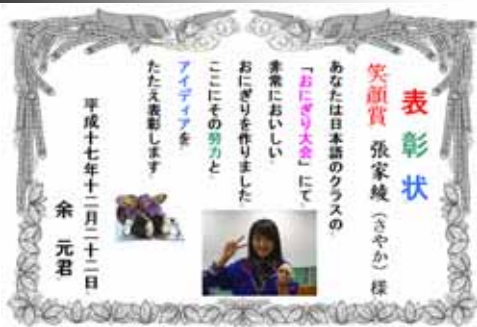 表彰状
笑顔賞 張家綾(さやか)様
あなたは日本語のクラスの
「おにぎり大会」にて
非常においしい
おにぎりを作りました
ここにその努力と
アイディアを
たたえ表彰します
平成十七年十二月二十二日
余 元君